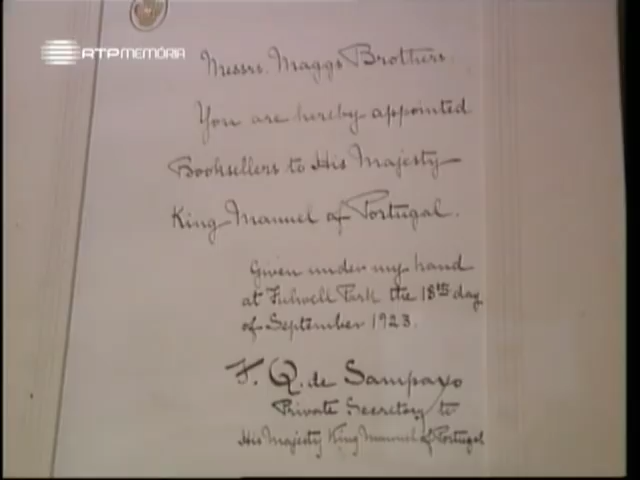 RTP MEMÓRIA
Messrs. Maggs Brothers.
You are hereby appointed
Booksellers to His Majesty
King Manuel of Portugal.
Given under my hand
at Fulwell Park the 18th day
of September 1923.
F. Q. de Sampayo
Private Secretary to
His Majesty King Manuel of Portugal